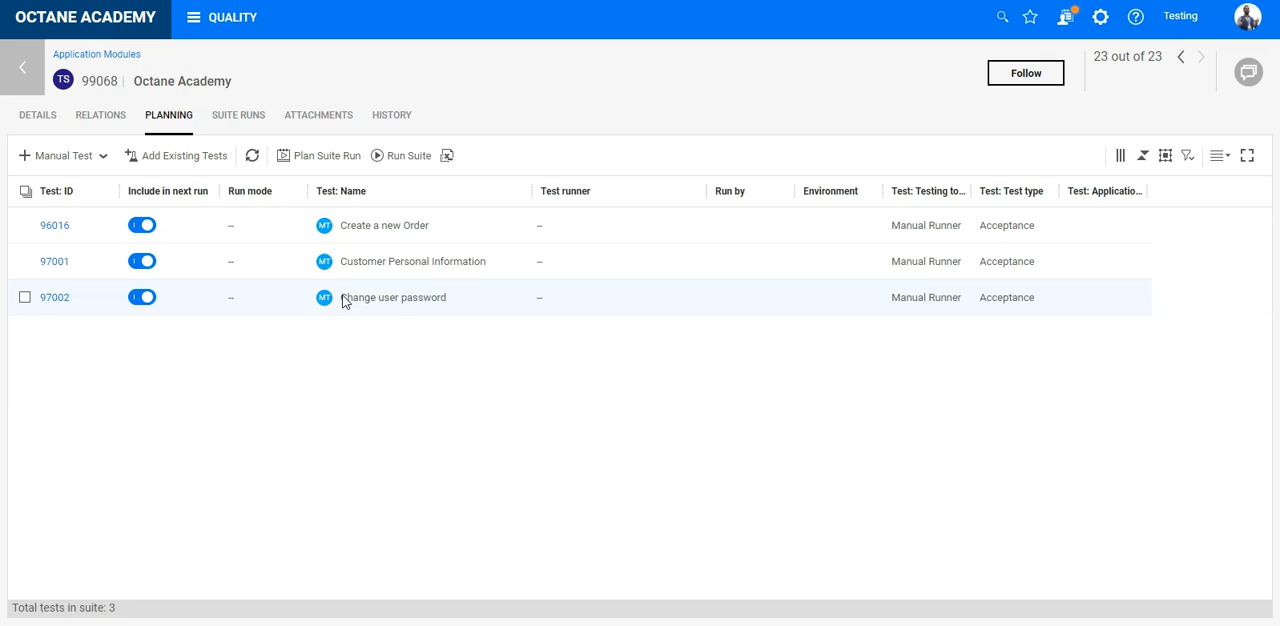 OCTANE ACADEMY QUALITY Testing
Application Modules
TS 99068 Octane Academy Follow 23 out of 23
DETAILS RELATIONS PLANNING SUITE RUNS ATTACHMENTS HISTORY
Manual Test Add Existing Tests Plan Suite Run Run Suite
Test: ID Include in next run Run mode Test: Name Test runner Run by Environment Test: Testing to... Test: Test type Test: Applicatio...
96016 -- MT Create a new Order -- Manual Runner Acceptance
97001 -- MT Customer Personal Information -- Manual Runner Acceptance
97002 -- MT Change user password -- Manual Runner Acceptance
Total tests in suite: 3